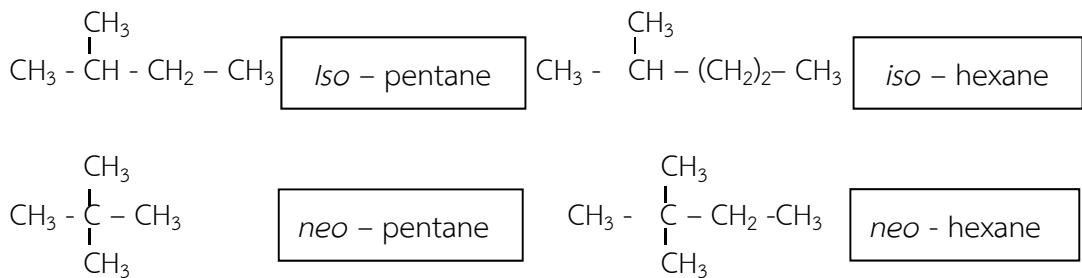 CH₃ CH₃
CH₃ - CH - CH₂ – CH₃ Iso – pentane CH₃ - CH – (CH₂)₂– CH₃ iso – hexane
CH₃ CH₃
CH₃ - C – CH₃ neo – pentane CH₃ - C – CH₂ -CH₃ neo - hexane
CH₃ CH₃